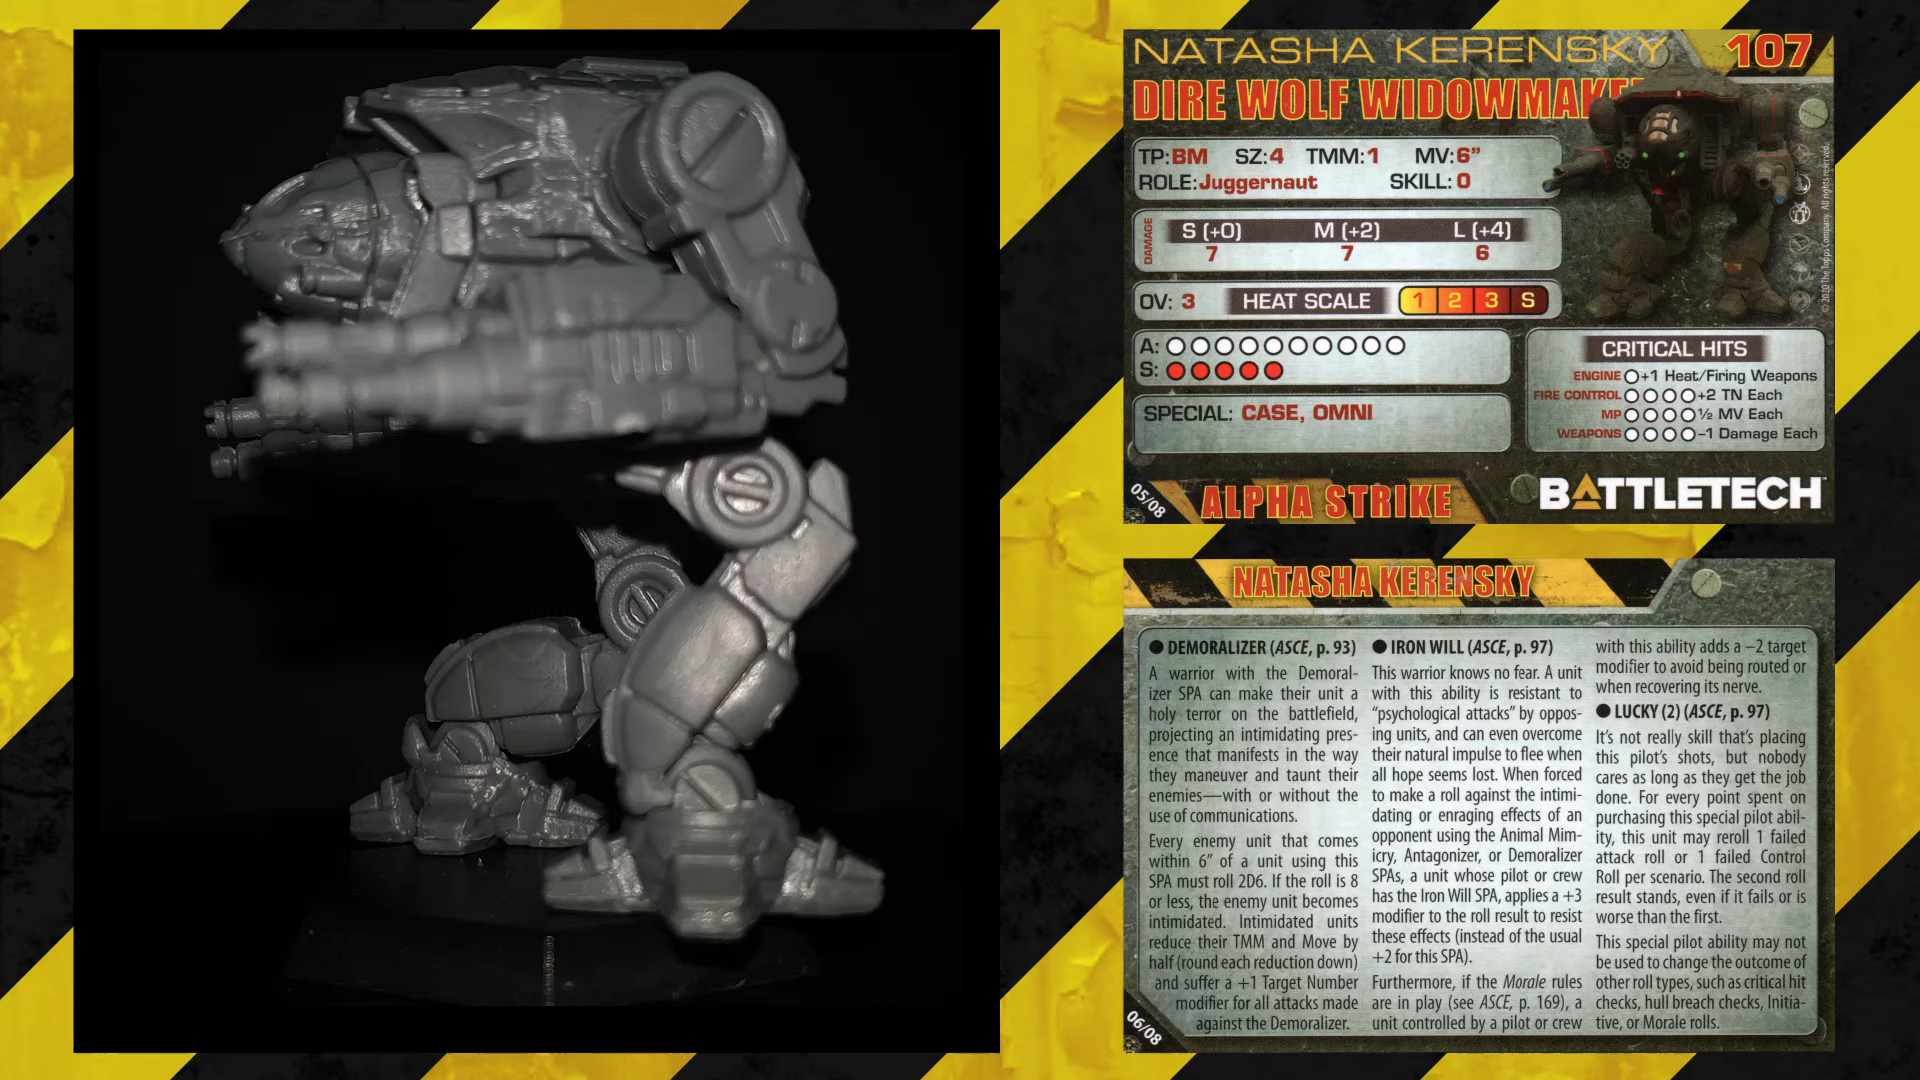 NATASHA KERENSKY
107
DIRE WOLF WIDOWMAKE
TP:BM SZ:4 TMM:1 MV:6”
ROLE:Juggernaut SKILL:0
DAMAGE
S (+0) M (+2) L (+4)
7 7 6
OV: 3 HEAT SCALE 1 2 3 S
A:
S:
SPECIAL: CASE, OMNI
CRITICAL HITS
ENGINE +1 Heat/Firing Weapons
FIRE CONTROL +2 TN Each
MP ½ MV Each
WEAPONS –1 Damage Each
© 2020 The Topps Company. All rights reserved.
05/08
ALPHA STRIKE
BATTLETECH
NATASHA KERENSKY
● DEMORALIZER (ASCE, p. 93)
A warrior with the Demoral-
izer SPA can make their unit a
holy terror on the battlefield,
projecting an intimidating pres-
ence that manifests in the way
they maneuver and taunt their
enemies—with or without the
use of communications.
Every enemy unit that comes
within 6” of a unit using this
SPA must roll 2D6. If the roll is 8
or less, the enemy unit becomes
intimidated. Intimidated units
reduce their TMM and Move by
half (round each reduction down)
and suffer a +1 Target Number
modifier for all attacks made
against the Demoralizer.
● IRON WILL (ASCE, p. 97)
This warrior knows no fear. A unit
with this ability is resistant to
“psychological attacks” by oppos-
ing units, and can even overcome
their natural impulse to flee when
all hope seems lost. When forced
to make a roll against the intimi-
dating or enraging effects of an
opponent using the Animal Mim-
icry, Antagonizer, or Demoralizer
SPAs, a unit whose pilot or crew
has the Iron Will SPA, applies a +3
modifier to the roll result to resist
these effects (instead of the usual
+2 for this SPA).
Furthermore, if the Morale rules
are in play (see ASCE, p. 169), a
unit controlled by a pilot or crew
with this ability adds a –2 target
modifier to avoid being routed or
when recovering its nerve.
● LUCKY (2) (ASCE, p. 97)
It’s not really skill that’s placing
this pilot’s shots, but nobody
cares as long as they get the job
done. For every point spent on
purchasing this special pilot abil-
ity, this unit may reroll 1 failed
attack roll or 1 failed Control
Roll per scenario. The second roll
result stands, even if it fails or is
worse than the first.
This special pilot ability may not
be used to change the outcome of
other roll types, such as critical hit
checks, hull breach checks, Initia-
tive, or Morale rolls.
06/08